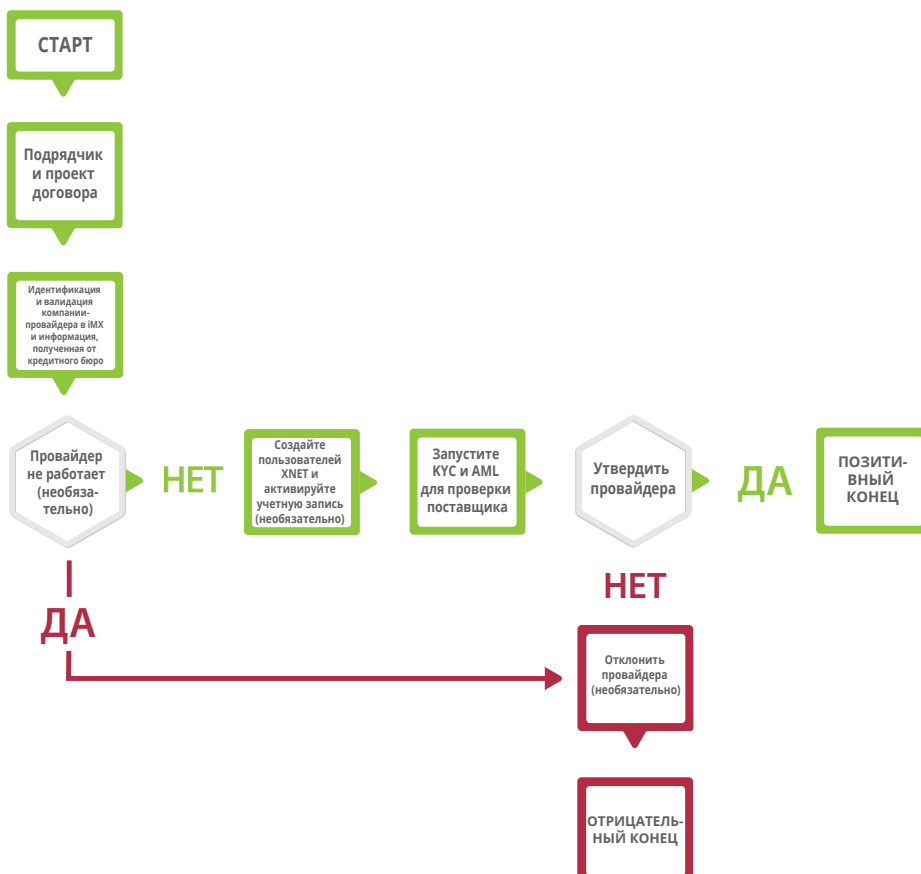 СТАРТ
Подрядчик
и проект
договора
Идентификация
и валидация
компании-
провайдера в iMX
и информация,
полученная от
кредитного бюро
Провайдер
не работает
(необяза-
тельно)
НЕТ
Создайте
пользователей
XNET и
активируйте
учетную запись
(необязательно)
Запустите
KYC и AML
для проверки
поставщика
Утвердить
провайдера
ДА
ПОЗИТИ-
ВНЫЙ
КОНЕЦ
ДА
НЕТ
Отклонить
провайдера
(необязательно)
ОТРИЦАТЕЛЬ-
НЫЙ КОНЕЦ